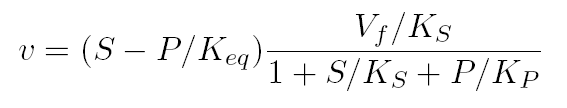 v = (S − P/K_{eq}) \frac{V_f/K_S}{1 + S/K_S + P/K_P}